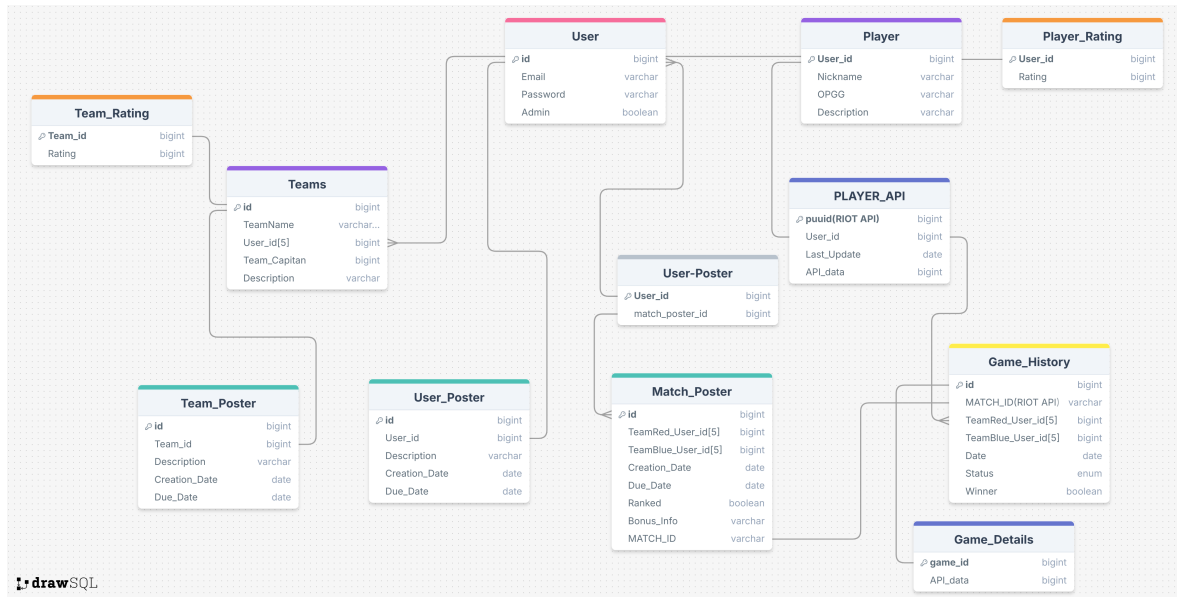 User
id bigint
Email varchar
Password varchar
Admin boolean
Player
User_id bigint
Nickname varchar
OPGG varchar
Description varchar
Player_Rating
User_id bigint
Rating bigint
Team_Rating
Team_id bigint
Rating bigint
Teams
id bigint
TeamName varchar...
User_id[5] bigint
Team_Capitan bigint
Description varchar
PLAYER_API
puuid(RIOT API) bigint
User_id bigint
Last_Update date
API_data bigint
User-Poster
User_id bigint
match_poster_id bigint
Game_History
id bigint
MATCH_ID(RIOT API) varchar
TeamRed_User_id[5] bigint
TeamBlue_User_id[5] bigint
Date date
Status enum
Winner boolean
Team_Poster
id bigint
Team_id bigint
Description varchar
Creation_Date date
Due_Date date
User_Poster
id bigint
User_id bigint
Description varchar
Creation_Date date
Due_Date date
Match_Poster
id bigint
TeamRed_User_id[5] bigint
TeamBlue_User_id[5] bigint
Creation_Date date
Due_Date date
Ranked boolean
Bonus_Info varchar
MATCH_ID varchar
Game_Details
game_id bigint
API_data bigint
drawSQL